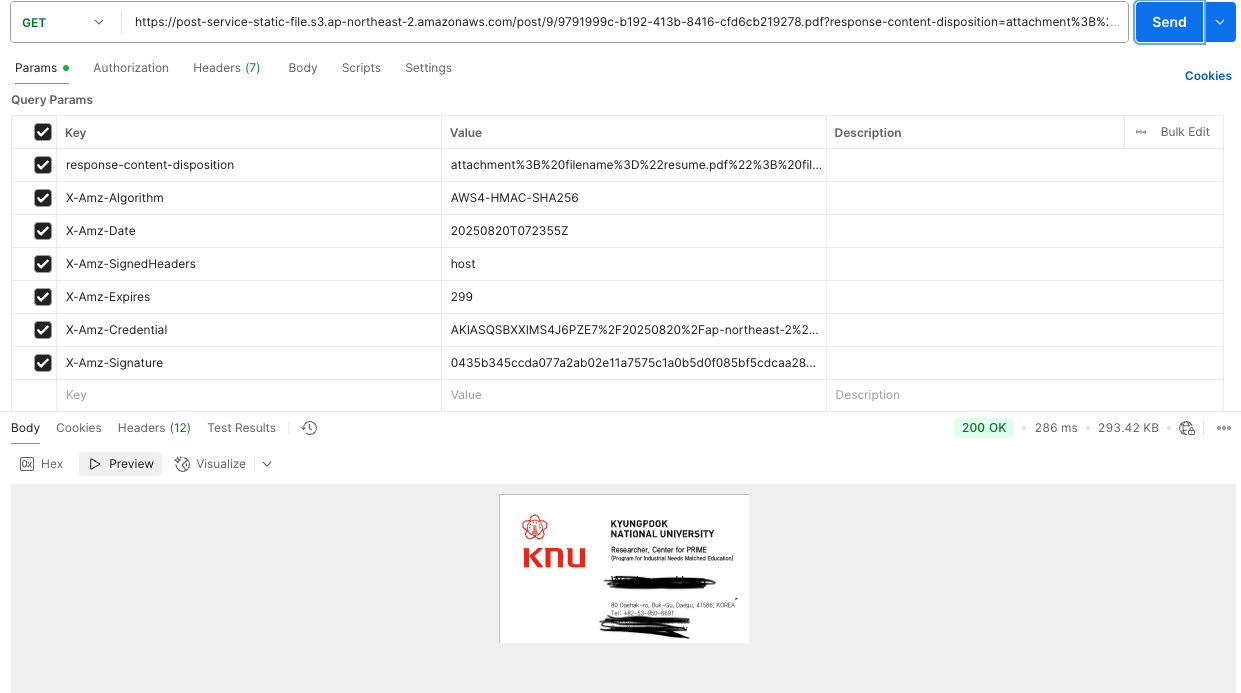 GET
https://post-service-static-file.s3.ap-northeast-2.amazonaws.com/post/9/9791999c-b192-413b-8416-cfd6cb219278.pdf?response-content-disposition=attachment%3B%2...
Send
Params Authorization Headers (7) Body Scripts Settings
Cookies
Query Params
Key Value Description Bulk Edit
response-content-disposition attachment%3B%20filename%3D%22resume.pdf%22%3B%20fil...
X-Amz-Algorithm AWS4-HMAC-SHA256
X-Amz-Date 20250820T072355Z
X-Amz-SignedHeaders host
X-Amz-Expires 299
X-Amz-Credential AKIASQSBXXIMS4J6PZE7%2F20250820%2Fap-northeast-2%2...
X-Amz-Signature 0435b345ccda077a2ab02e11a7575c1a0b5d0f085bf5cdcaa28...
Key Value Description
Body Cookies Headers (12) Test Results
200 OK 286 ms 293.42 KB
0x Hex Preview Visualize
KNU
KYUNGPOOK
NATIONAL UNIVERSITY
Researcher, Center for PRIME
(Program for Industrial Needs Matched Education)
80 Daehak-ro, Buk-Gu, Daegu, 41566, KOREA
Tel: +82-53-950-6691